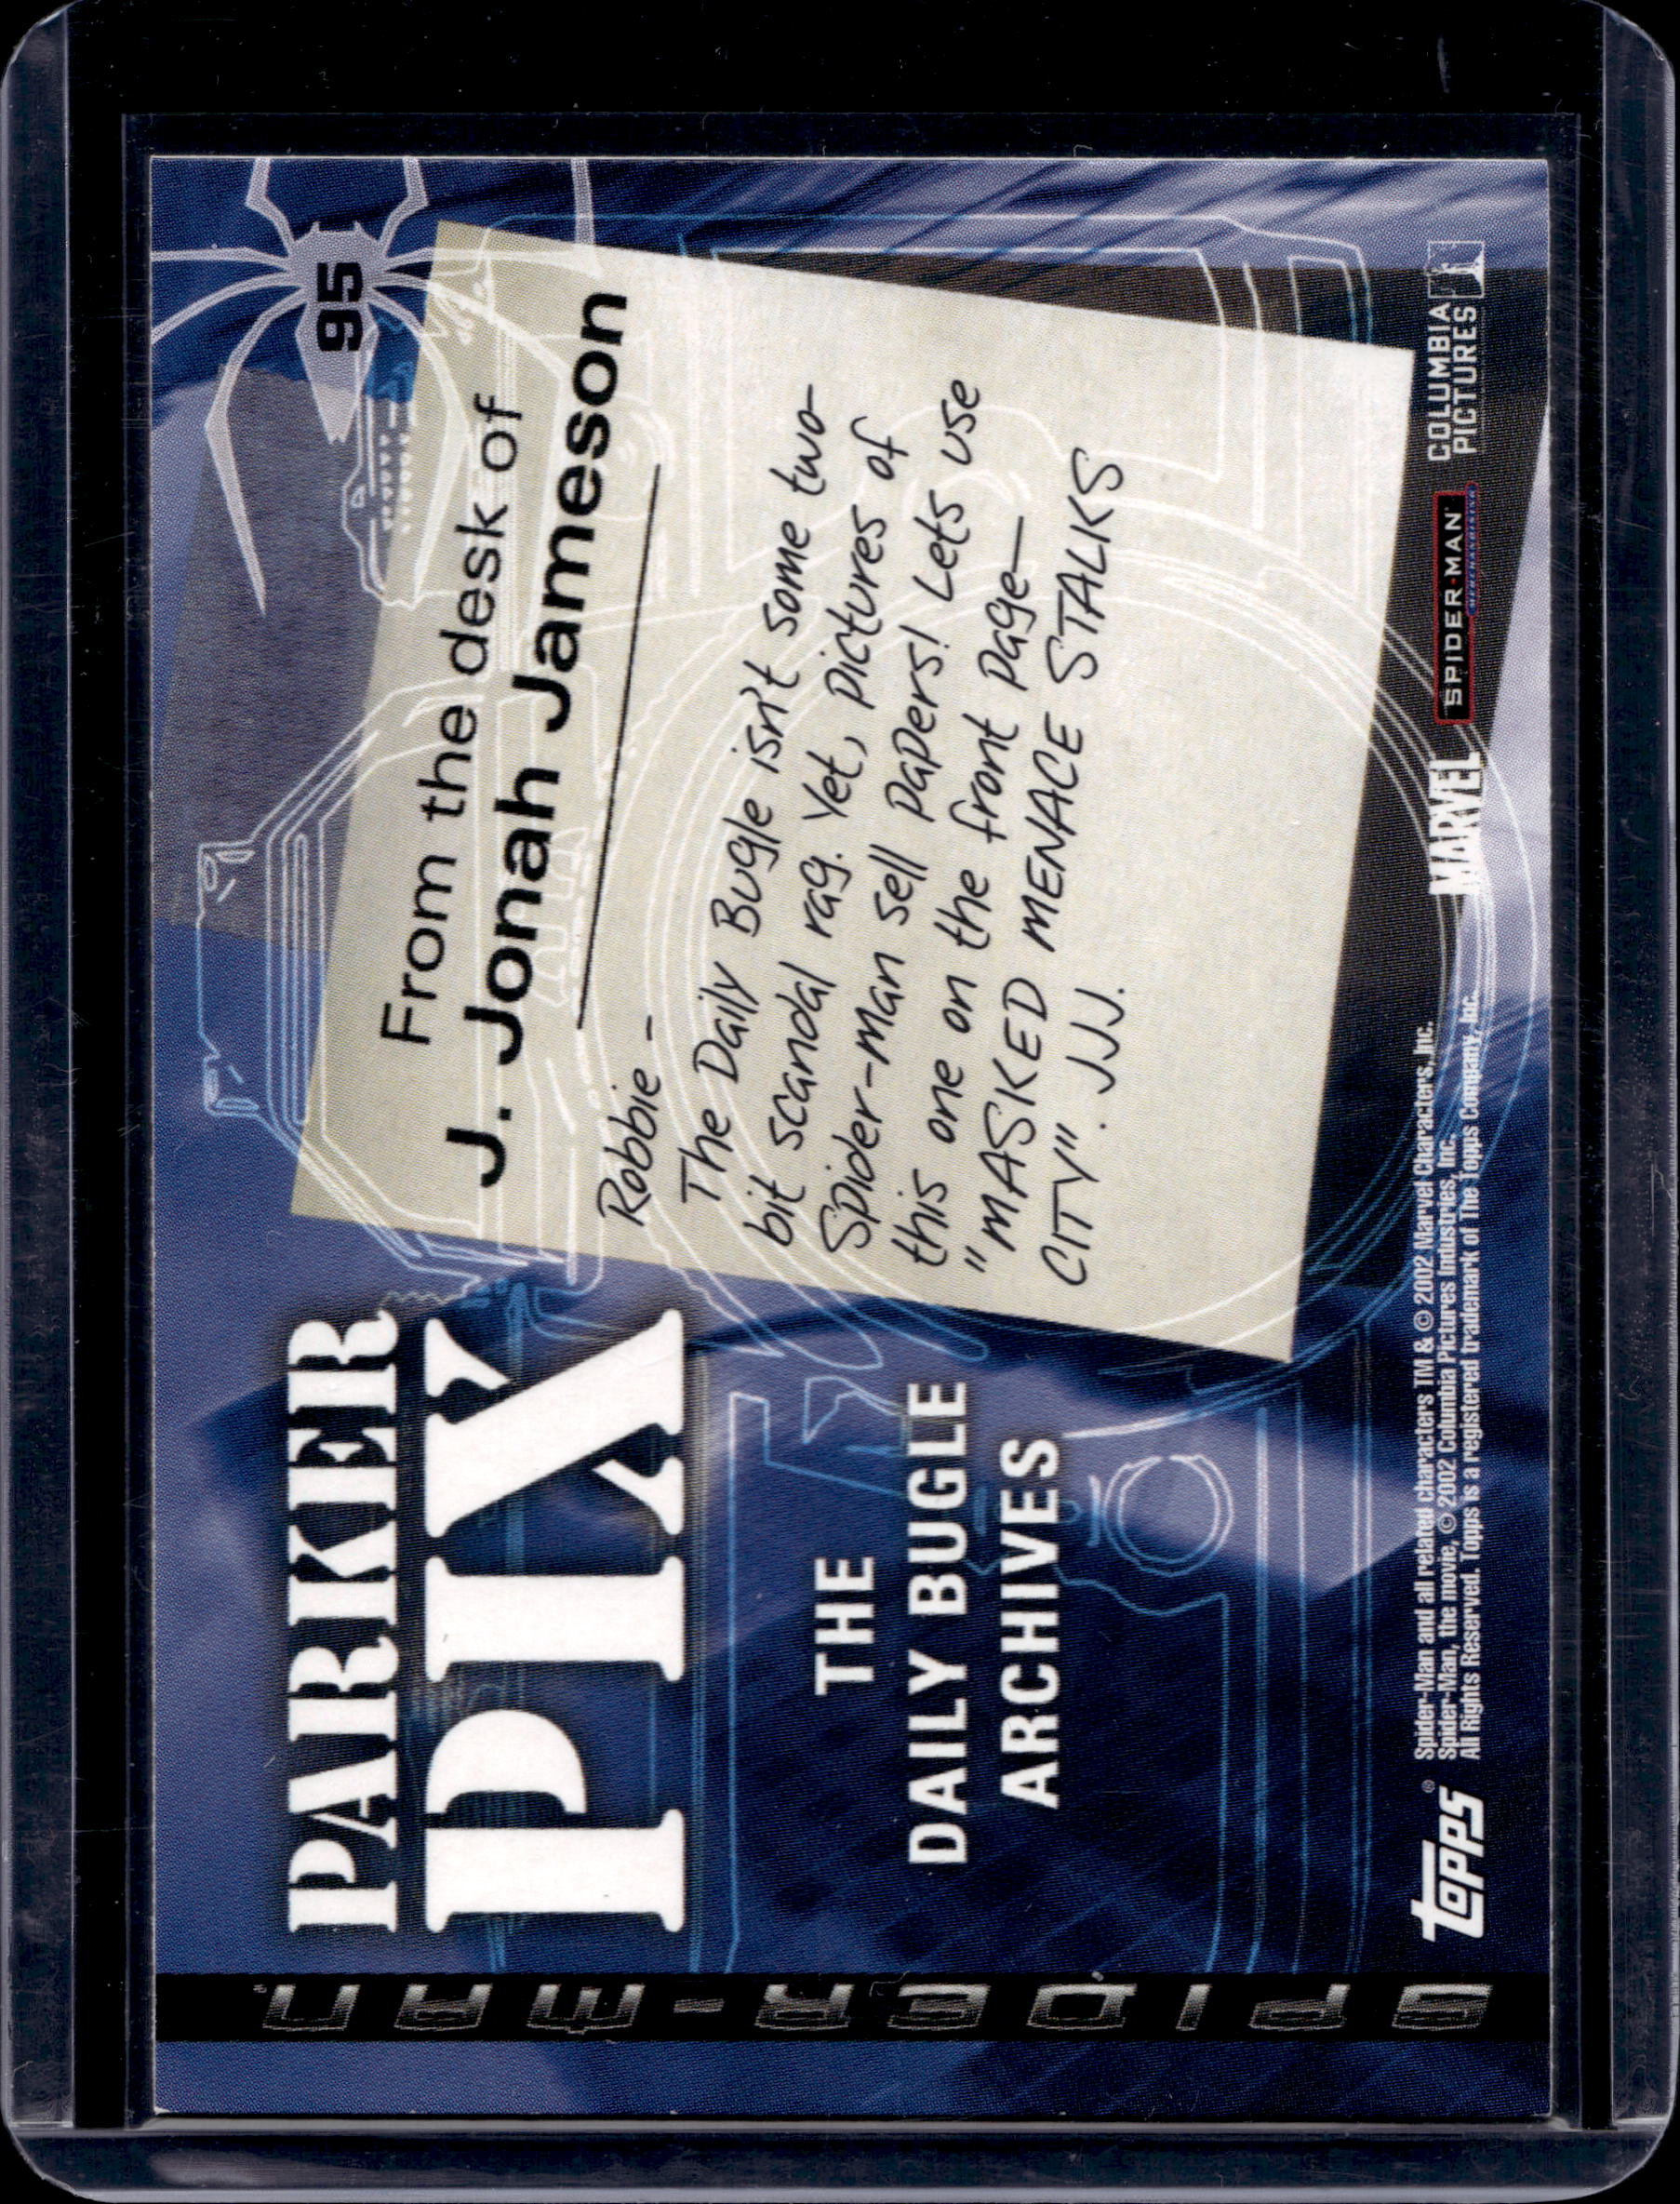 95
PARKER
PIX
THE
DAILY BUGLE
ARCHIVES
From the desk of
J. Jonah Jameson
Robbie -
The Daily Bugle isn't some two-
bit scandal rag. Yet, pictures of
Spider-Man sell papers! Lets use
this one on the front page—
"MASKED MENACE STALKS
CITY". JJJ.
SPIDER-MAN
TOPPS®
Spider-Man and all related characters TM & © 2002 Marvel Characters, Inc.
Spider-Man, the movie, © 2002 Columbia Pictures Industries, Inc.
All Rights Reserved. Topps is a registered trademark of The Topps Company, Inc.
MARVEL
SPIDER-MAN
MERCHANDISING
COLUMBIA
PICTURES